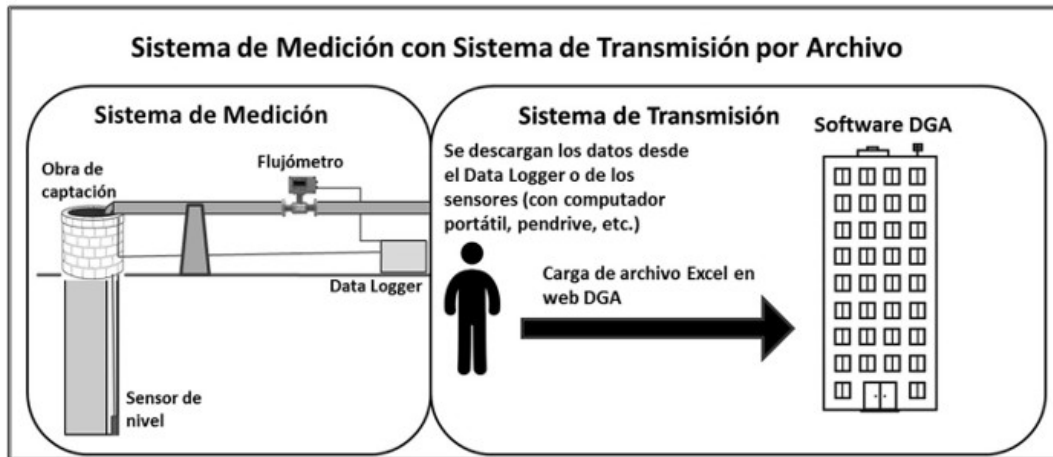 Sistema de Medición con Sistema de Transmisión por Archivo
Sistema de Medición
Obra de
captación
Flujómetro
Data Logger
Sensor de
nivel
Sistema de Transmisión
Se descargan los datos desde
el Data Logger o de los
sensores (con computador
portátil, pendrive, etc.)
Carga de archivo Excel en
web DGA
Software DGA